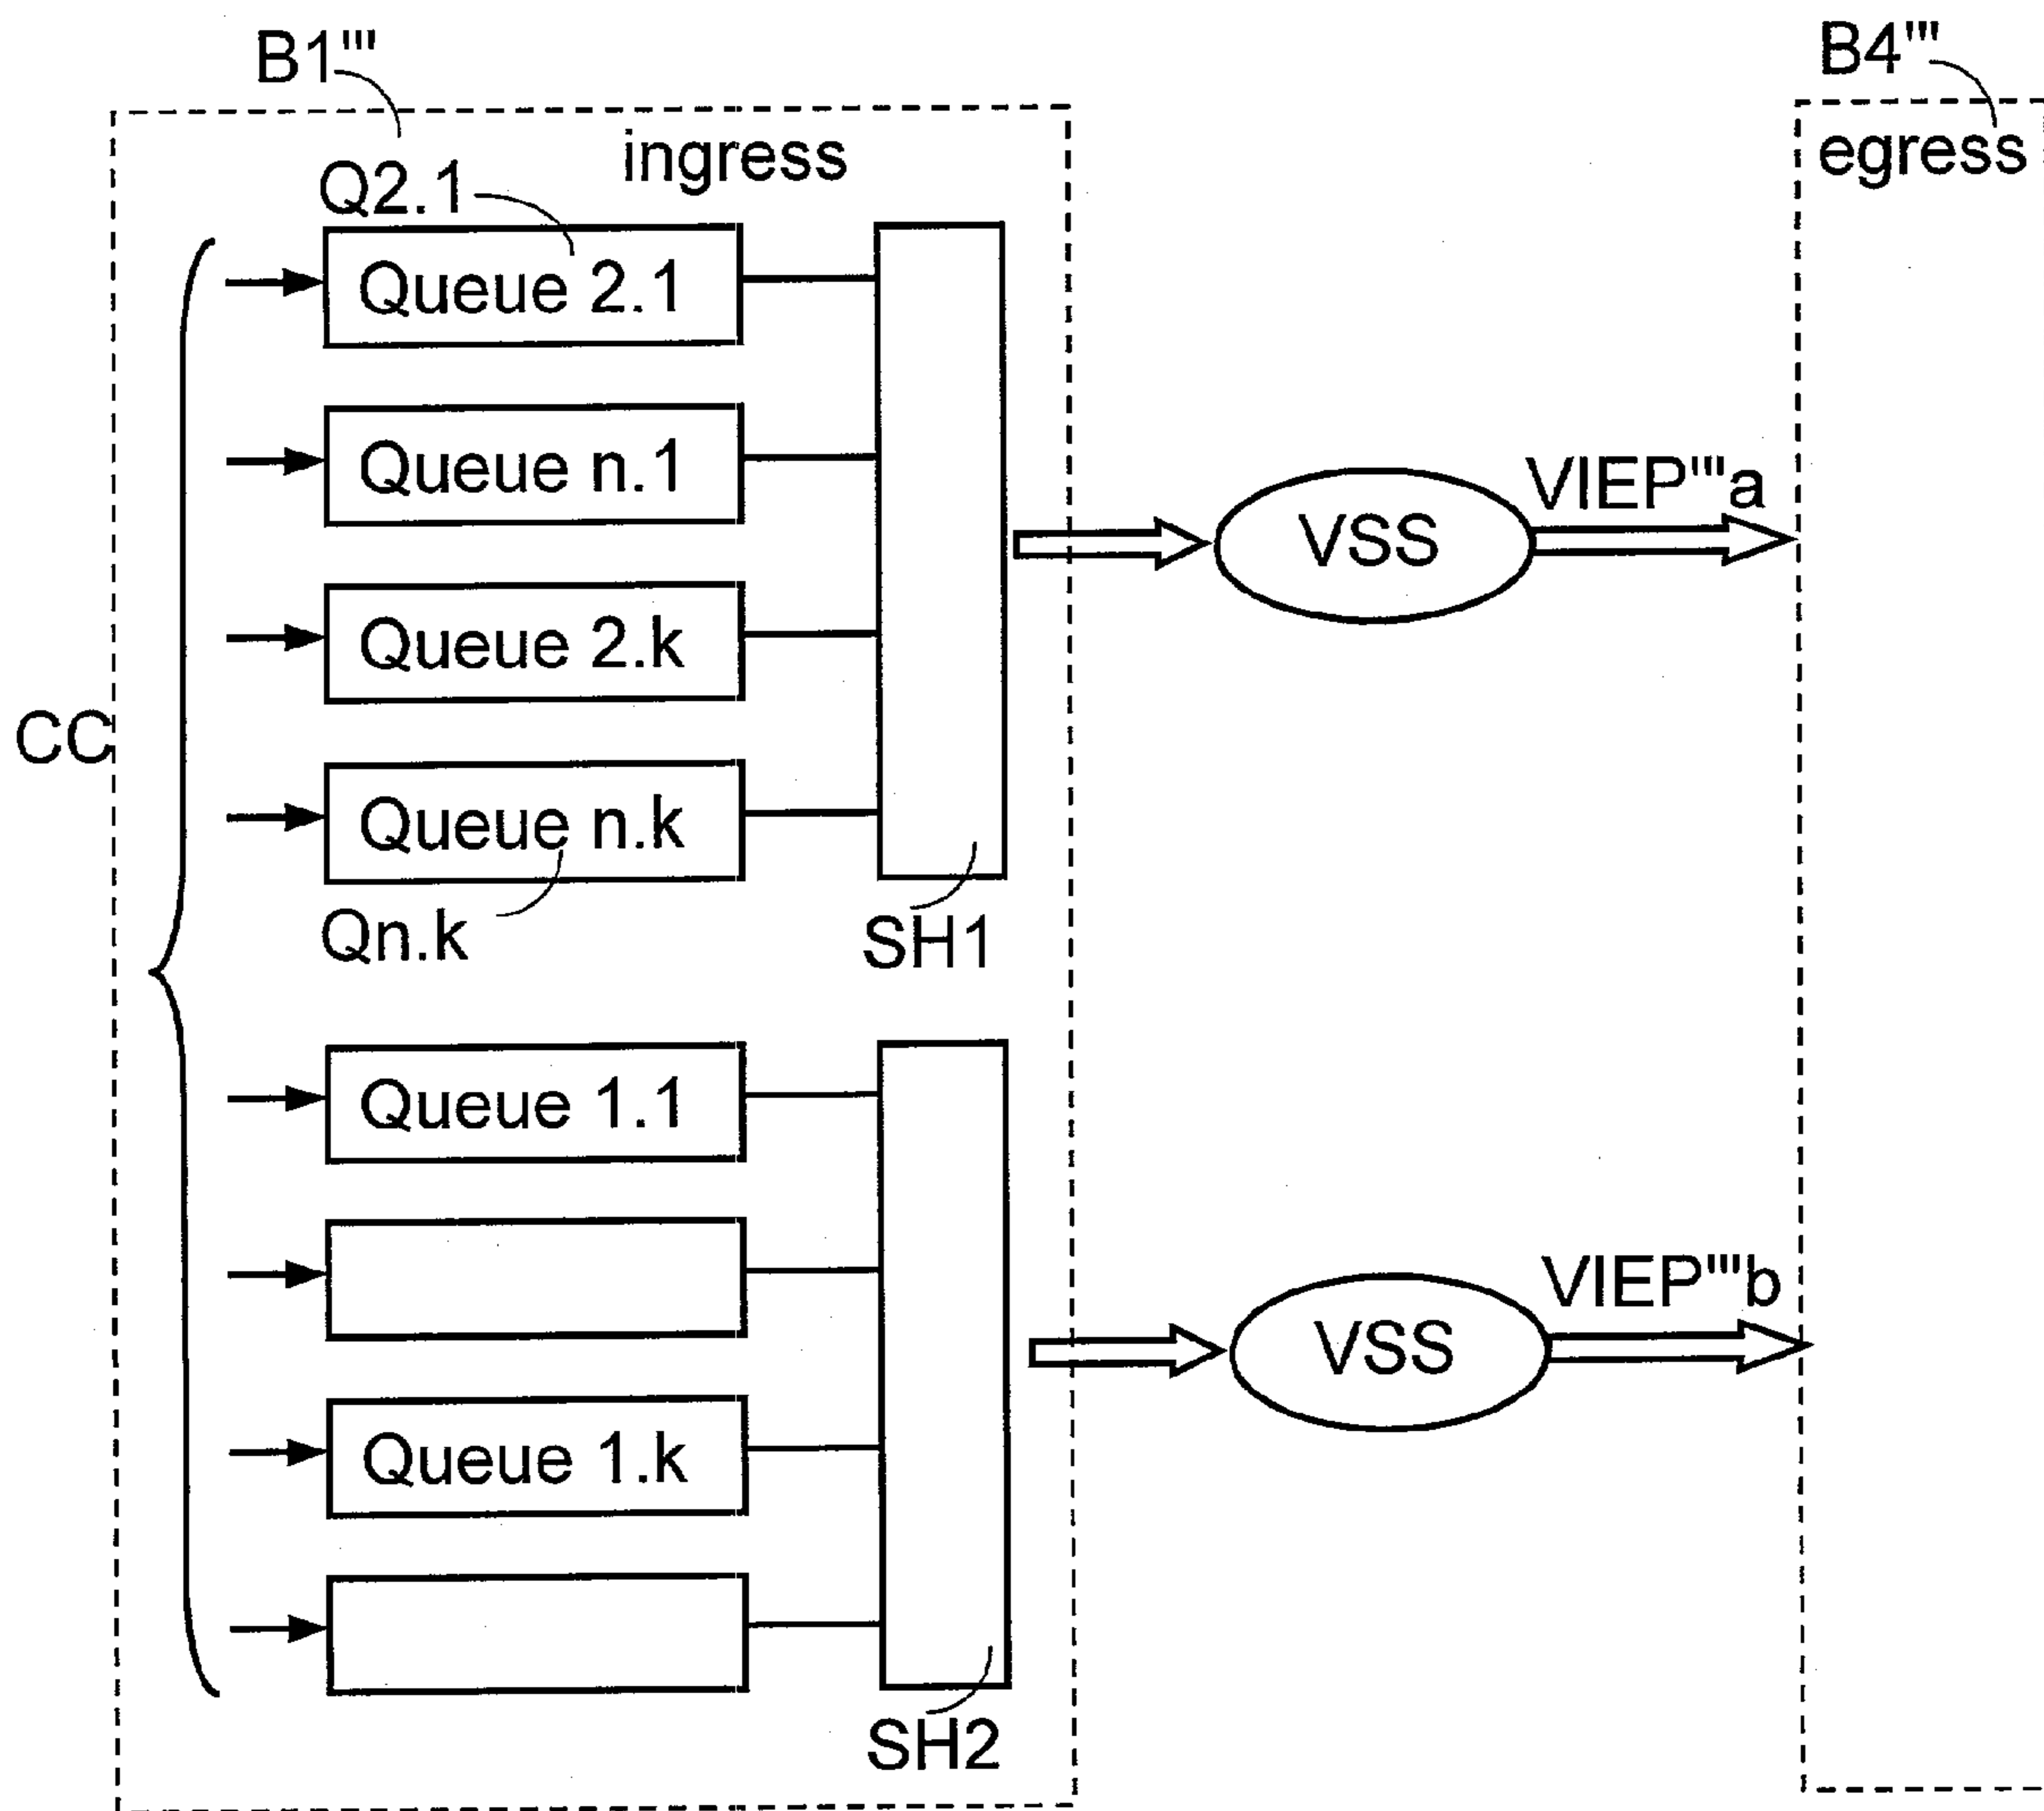 B1'''
B4'''
ingress
egress
Q2.1
Queue 2.1
Queue n.1
VIEP'''a
VSS
Queue 2.k
CC
Queue n.k
Qn.k
SH1
Queue 1.1
VIEP'''b
VSS
Queue 1.k
SH2